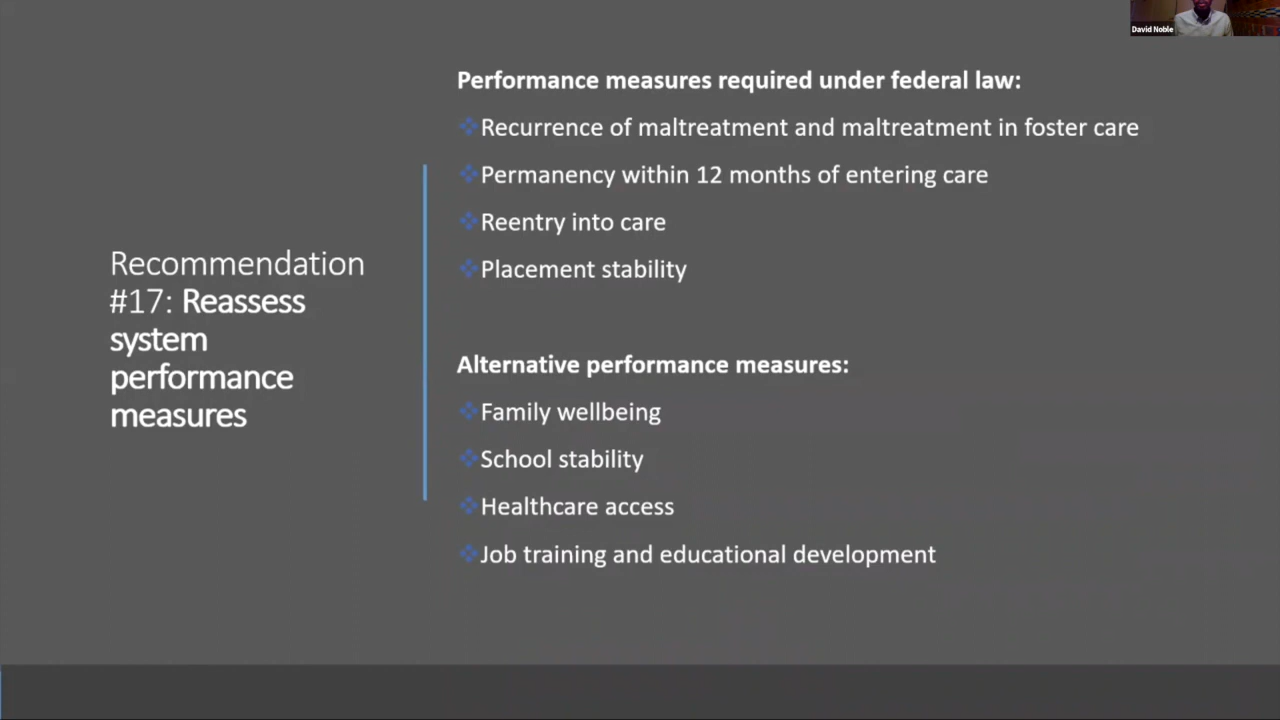 David Noble
Recommendation
#17: Reassess
system
performance
measures
Performance measures required under federal law:
Recurrence of maltreatment and maltreatment in foster care
Permanency within 12 months of entering care
Reentry into care
Placement stability
Alternative performance measures:
Family wellbeing
School stability
Healthcare access
Job training and educational development